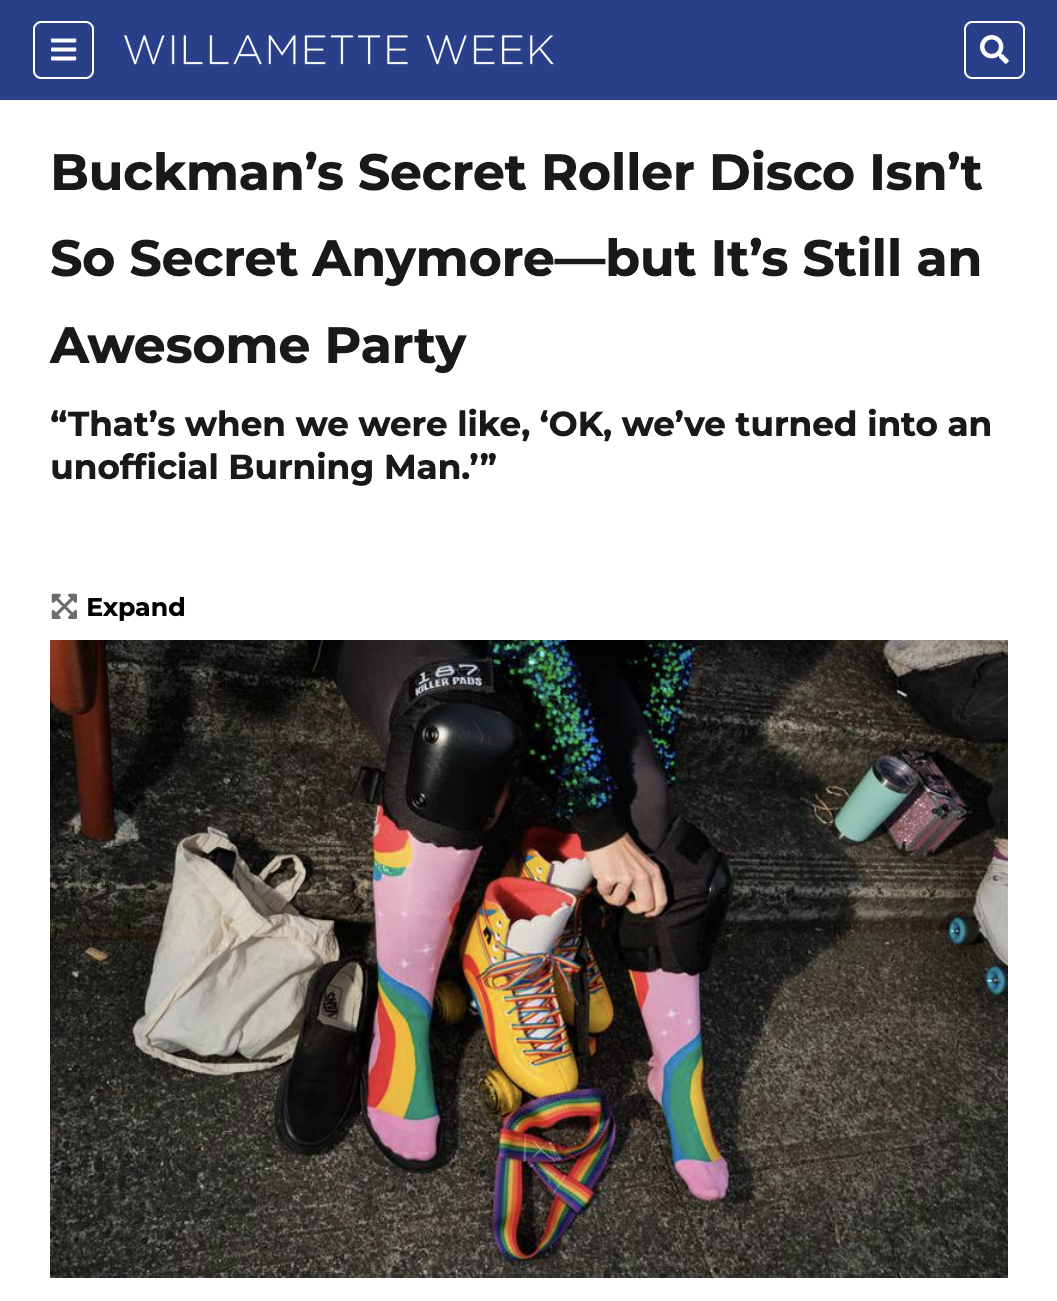 WILLAMETTE WEEK
Buckman’s Secret Roller Disco Isn’t
So Secret Anymore—but It’s Still an
Awesome Party
“That’s when we were like, ‘OK, we’ve turned into an
unofficial Burning Man.’”
Expand
187
KILLER PADS
VANS